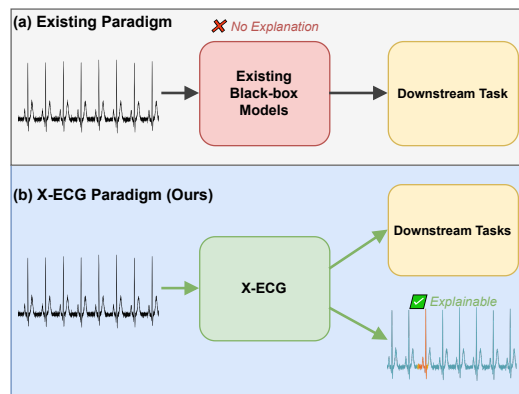 (a) Existing Paradigm
No Explanation
Existing
Black-box
Models
Downstream Task
(b) X-ECG Paradigm (Ours)
Downstream Tasks
X-ECG
Explainable